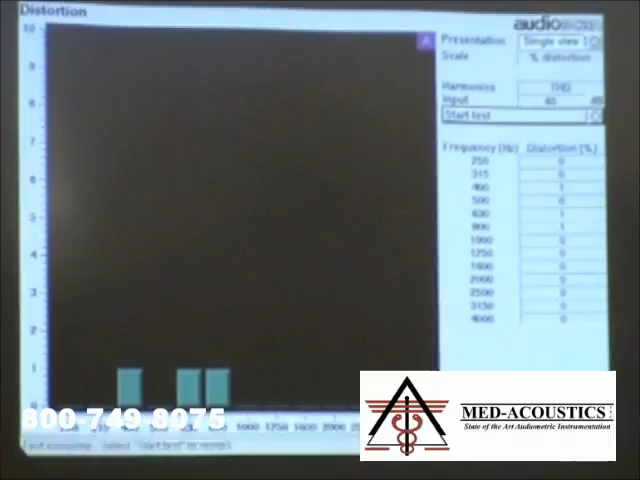 Distortion
audioscan
Presentation Single view
Scale % distortion
Harmonics THD
Input 60 dB
Start test
Frequency (Hz) Distortion (%)
250 0
315 0
400 1
500 0
630 1
800 1
1000 0
1250 0
1600 0
2000 0
2500 0
3150 0
4000 0
10
9
8
7
6
5
4
3
2
1
A
1000 1250 1600 2000
800-749-8975
MED-ACOUSTICS
State of the Art Audiometric Instrumentation